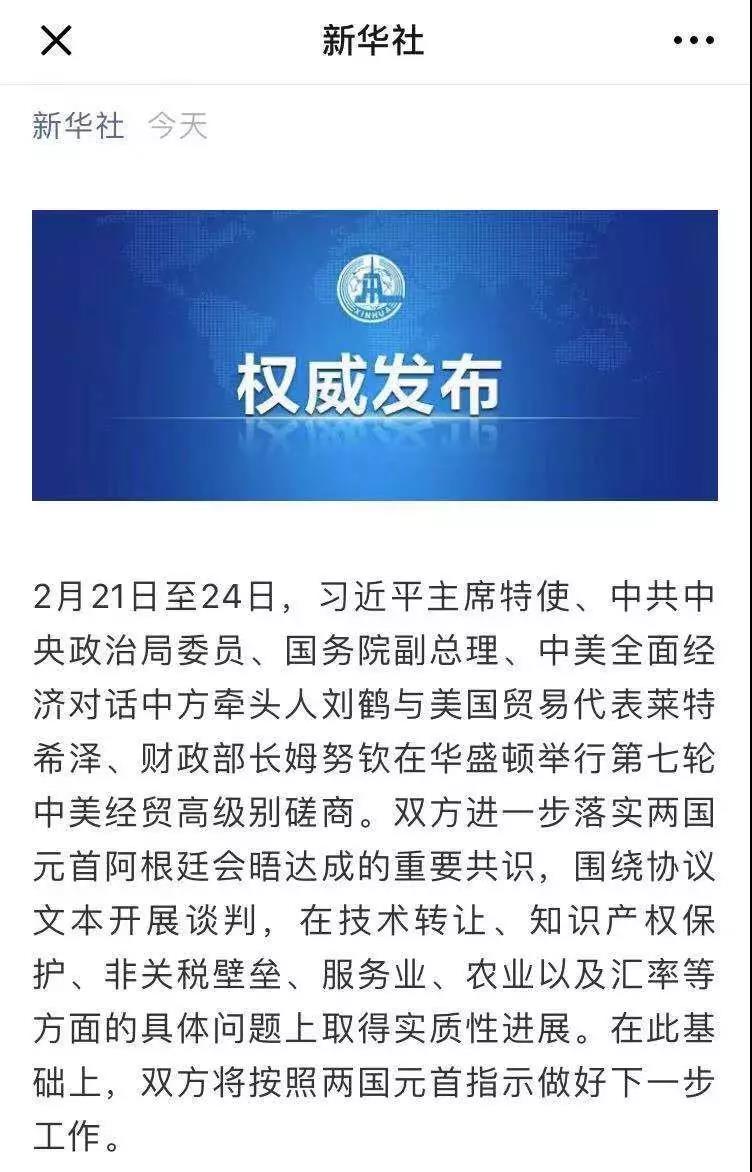 新华社
新华社 今天
XINHUA
权威发布
2月21日至24日，习近平主席特使、中共中
央政治局委员、国务院副总理、中美全面经
济对话中方牵头人刘鹤与美国贸易代表莱特
希泽、财政部长姆努钦在华盛顿举行第七轮
中美经贸高级别磋商。双方进一步落实两国
元首阿根廷会晤达成的重要共识，围绕协议
文本开展谈判，在技术转让、知识产权保
护、非关税壁垒、服务业、农业以及汇率等
方面的具体问题上取得实质性进展。在此基
础上，双方将按照两国元首指示做好下一步
工作。